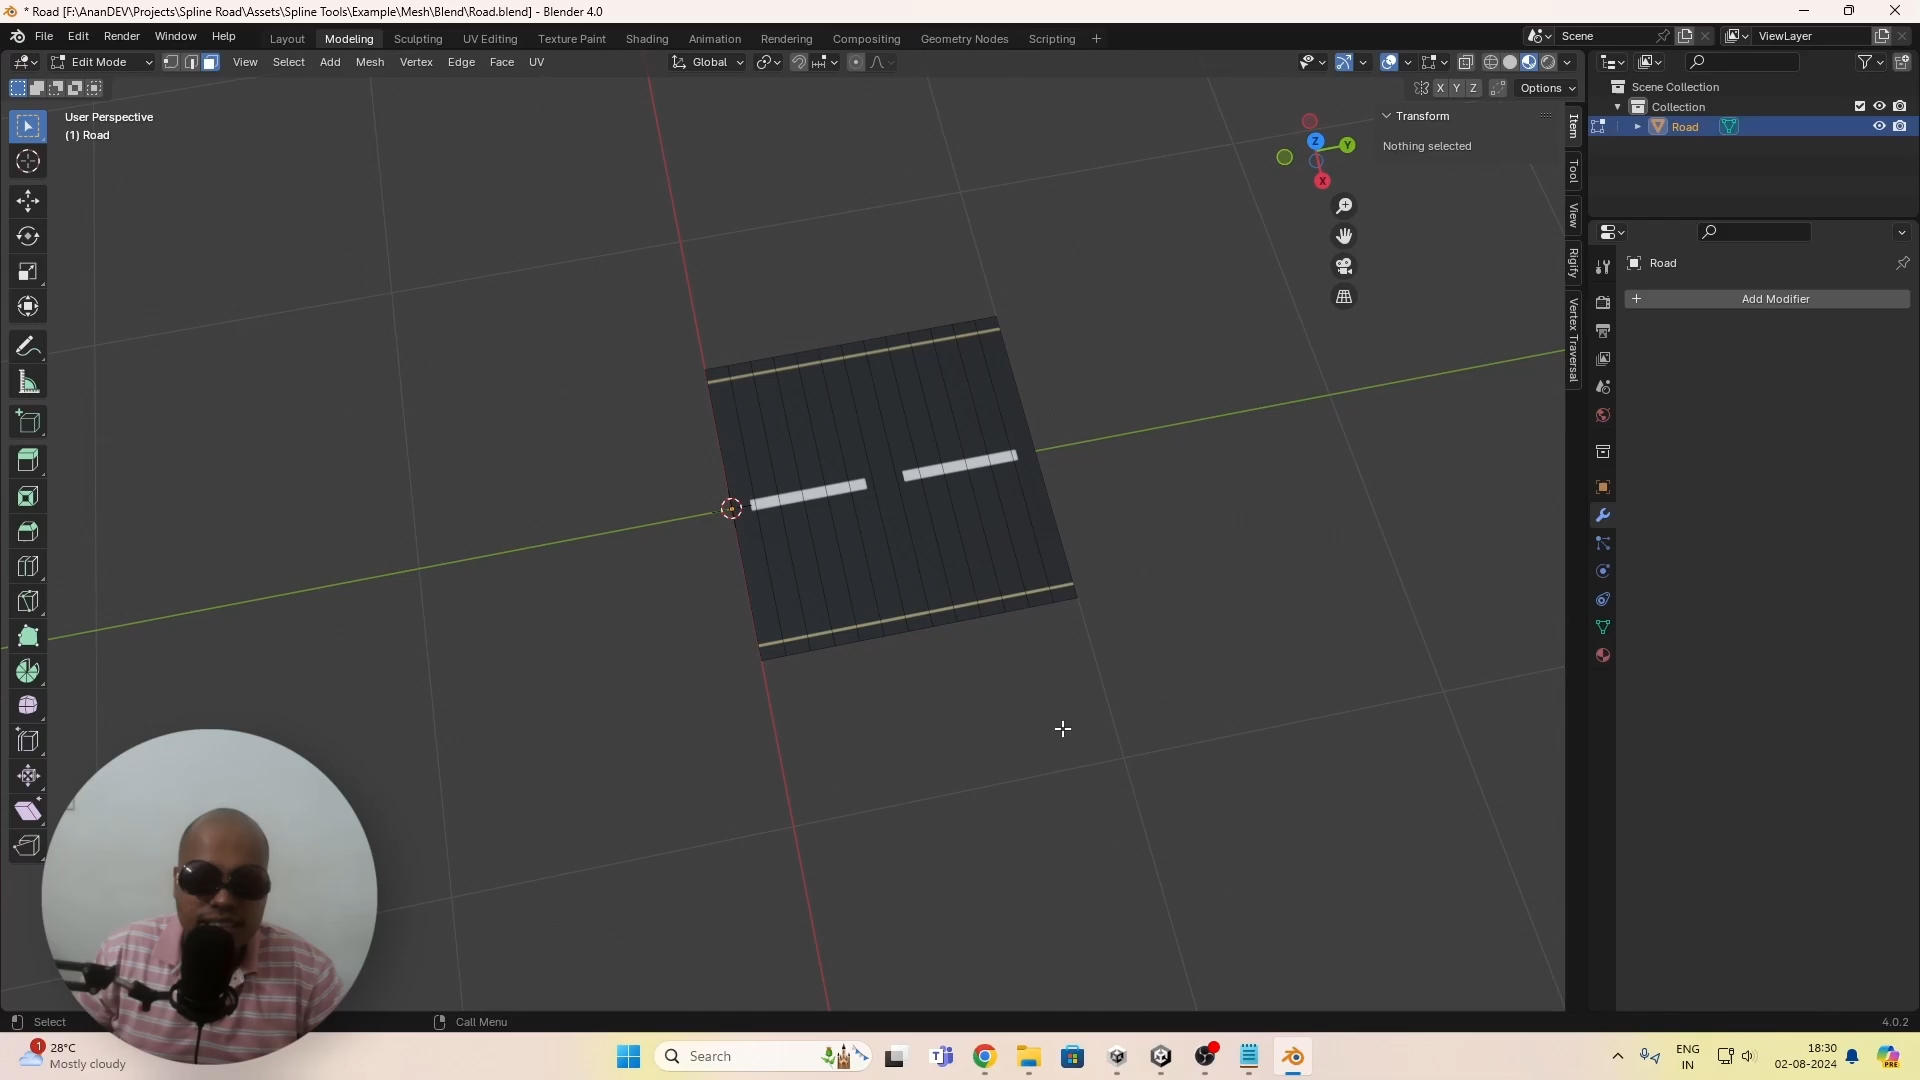 * Road [F:\AnanDEV\Projects\Spline Road\Assets\Spline Tools\Example\Mesh\Blend\Road.blend] - Blender 4.0
File Edit Render Window Help
Layout Modeling Sculpting UV Editing Texture Paint Shading Animation Rendering Compositing Geometry Nodes Scripting +
Scene
ViewLayer
Edit Mode
View Select Add Mesh Vertex Edge Face UV
Global
X Y Z
Options
User Perspective
(1) Road
Z
Y
X
Transform
Nothing selected
Item
Tool
View
Rigify
Vertex Traversal
Scene Collection
Collection
Road
Road
Add Modifier
Select
Call Menu
4.0.2
1
28°C
Mostly cloudy
Search
ENG
IN
18:30
02-08-2024
PRE